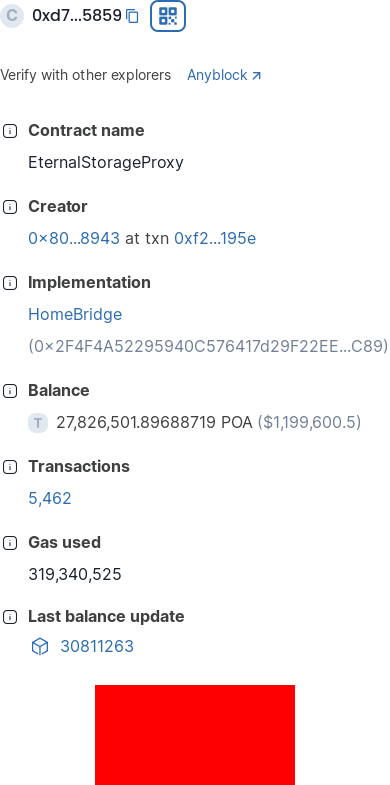 C 0xd7...5859
Verify with other explorers Anyblock
Contract name
EternalStorageProxy
Creator
0×80...8943 at txn 0xf2...195e
Implementation
HomeBridge
(0×2F4F4A52295940C576417d29F22EE...C89)
Balance
T 27,826,501.89688719 POA ($1,199,600.5)
Transactions
5,462
Gas used
319,340,525
Last balance update
30811263